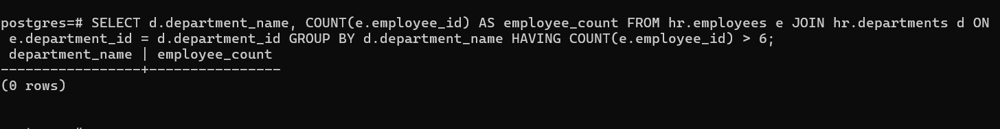 postgres=# SELECT d.department_name, COUNT(e.employee_id) AS employee_count FROM hr.employees e JOIN hr.departments d ON
 e.department_id = d.department_id GROUP BY d.department_name HAVING COUNT(e.employee_id) > 6;
 department_name | employee_count
-----------------+----------------
(0 rows)